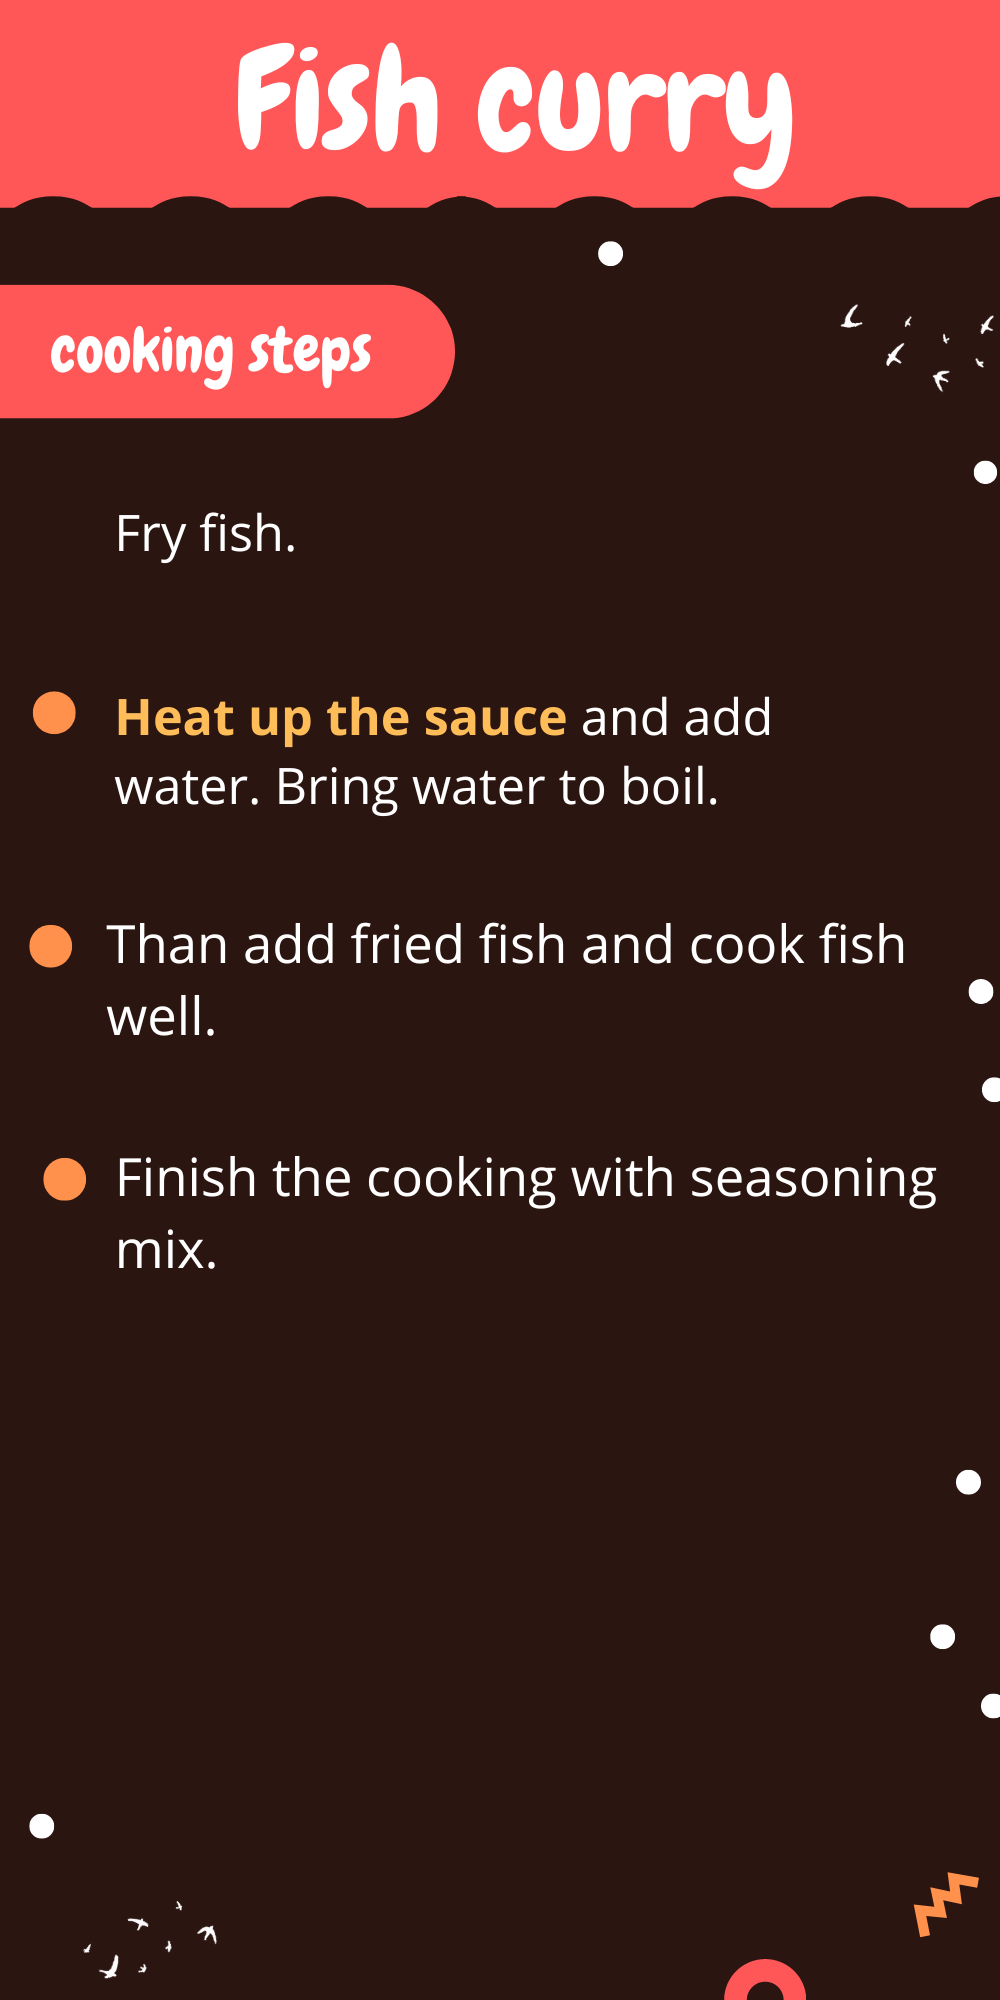 Fish curry
cooking steps
Fry fish.
Heat up the sauce and add
water. Bring water to boil.
Than add fried fish and cook fish
well.
Finish the cooking with seasoning
mix.